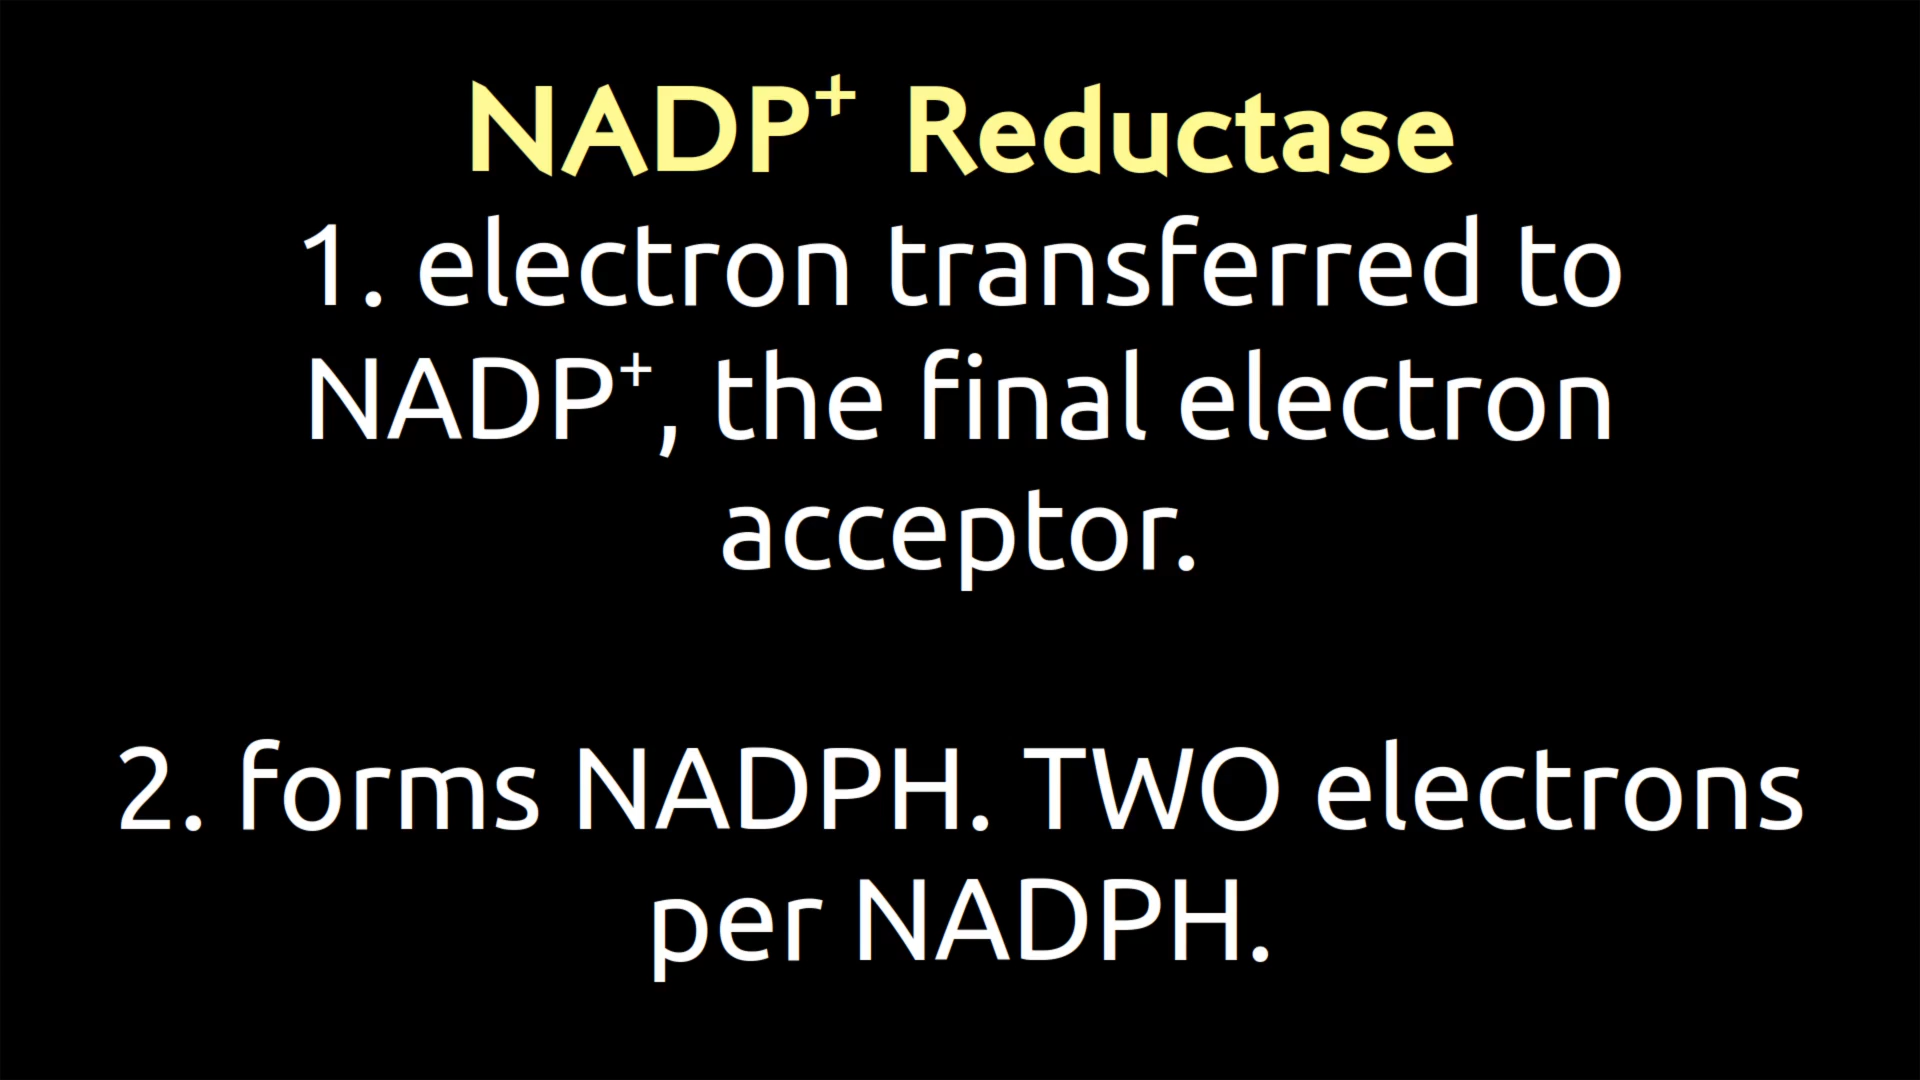 NADP⁺ Reductase
1. electron transferred to
NADP⁺, the final electron
acceptor.
2. forms NADPH. TWO electrons
per NADPH.